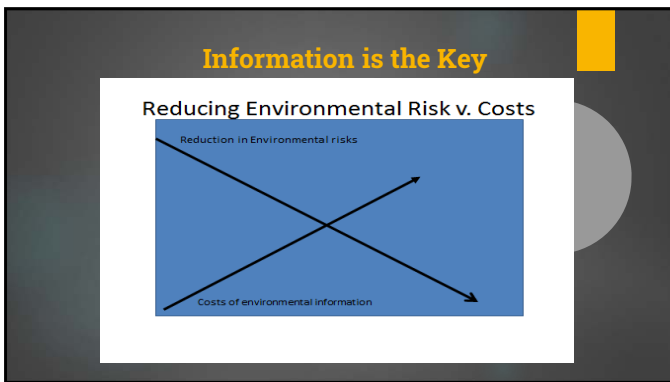 Information is the Key
Reducing Environmental Risk v. Costs
Reduction in Environmental risks
Costs of environmental information